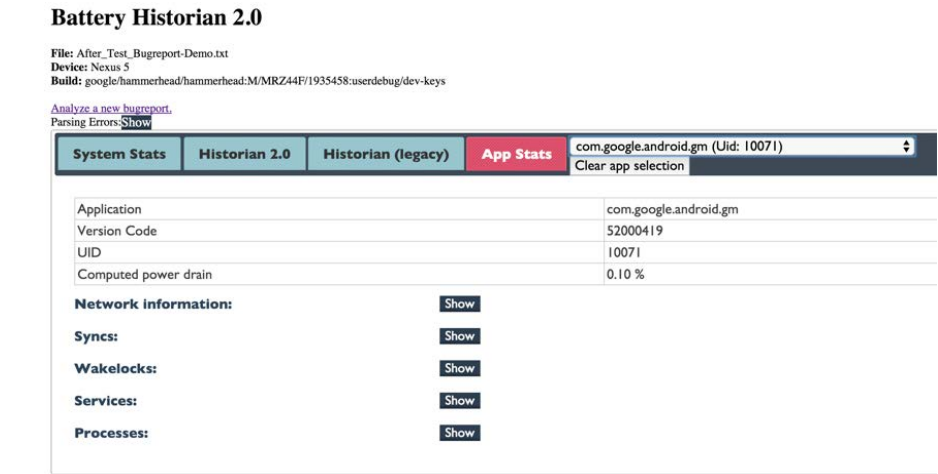 Battery Historian 2.0
File: After_Test_Bugreport-Demo.txt
Device: Nexus 5
Build: google/hammerhead/hammerhead:M/MRZ44F/1935458:userdebug/dev-keys
Analyze a new bugreport.
Parsing Errors:Show
System Stats Historian 2.0 Historian (legacy) App Stats com.google.android.gm (Uid: 10071)
Clear app selection
Application com.google.android.gm
Version Code 52000419
UID 10071
Computed power drain 0.10 %
Network information: Show
Syncs: Show
Wakelocks: Show
Services: Show
Processes: Show